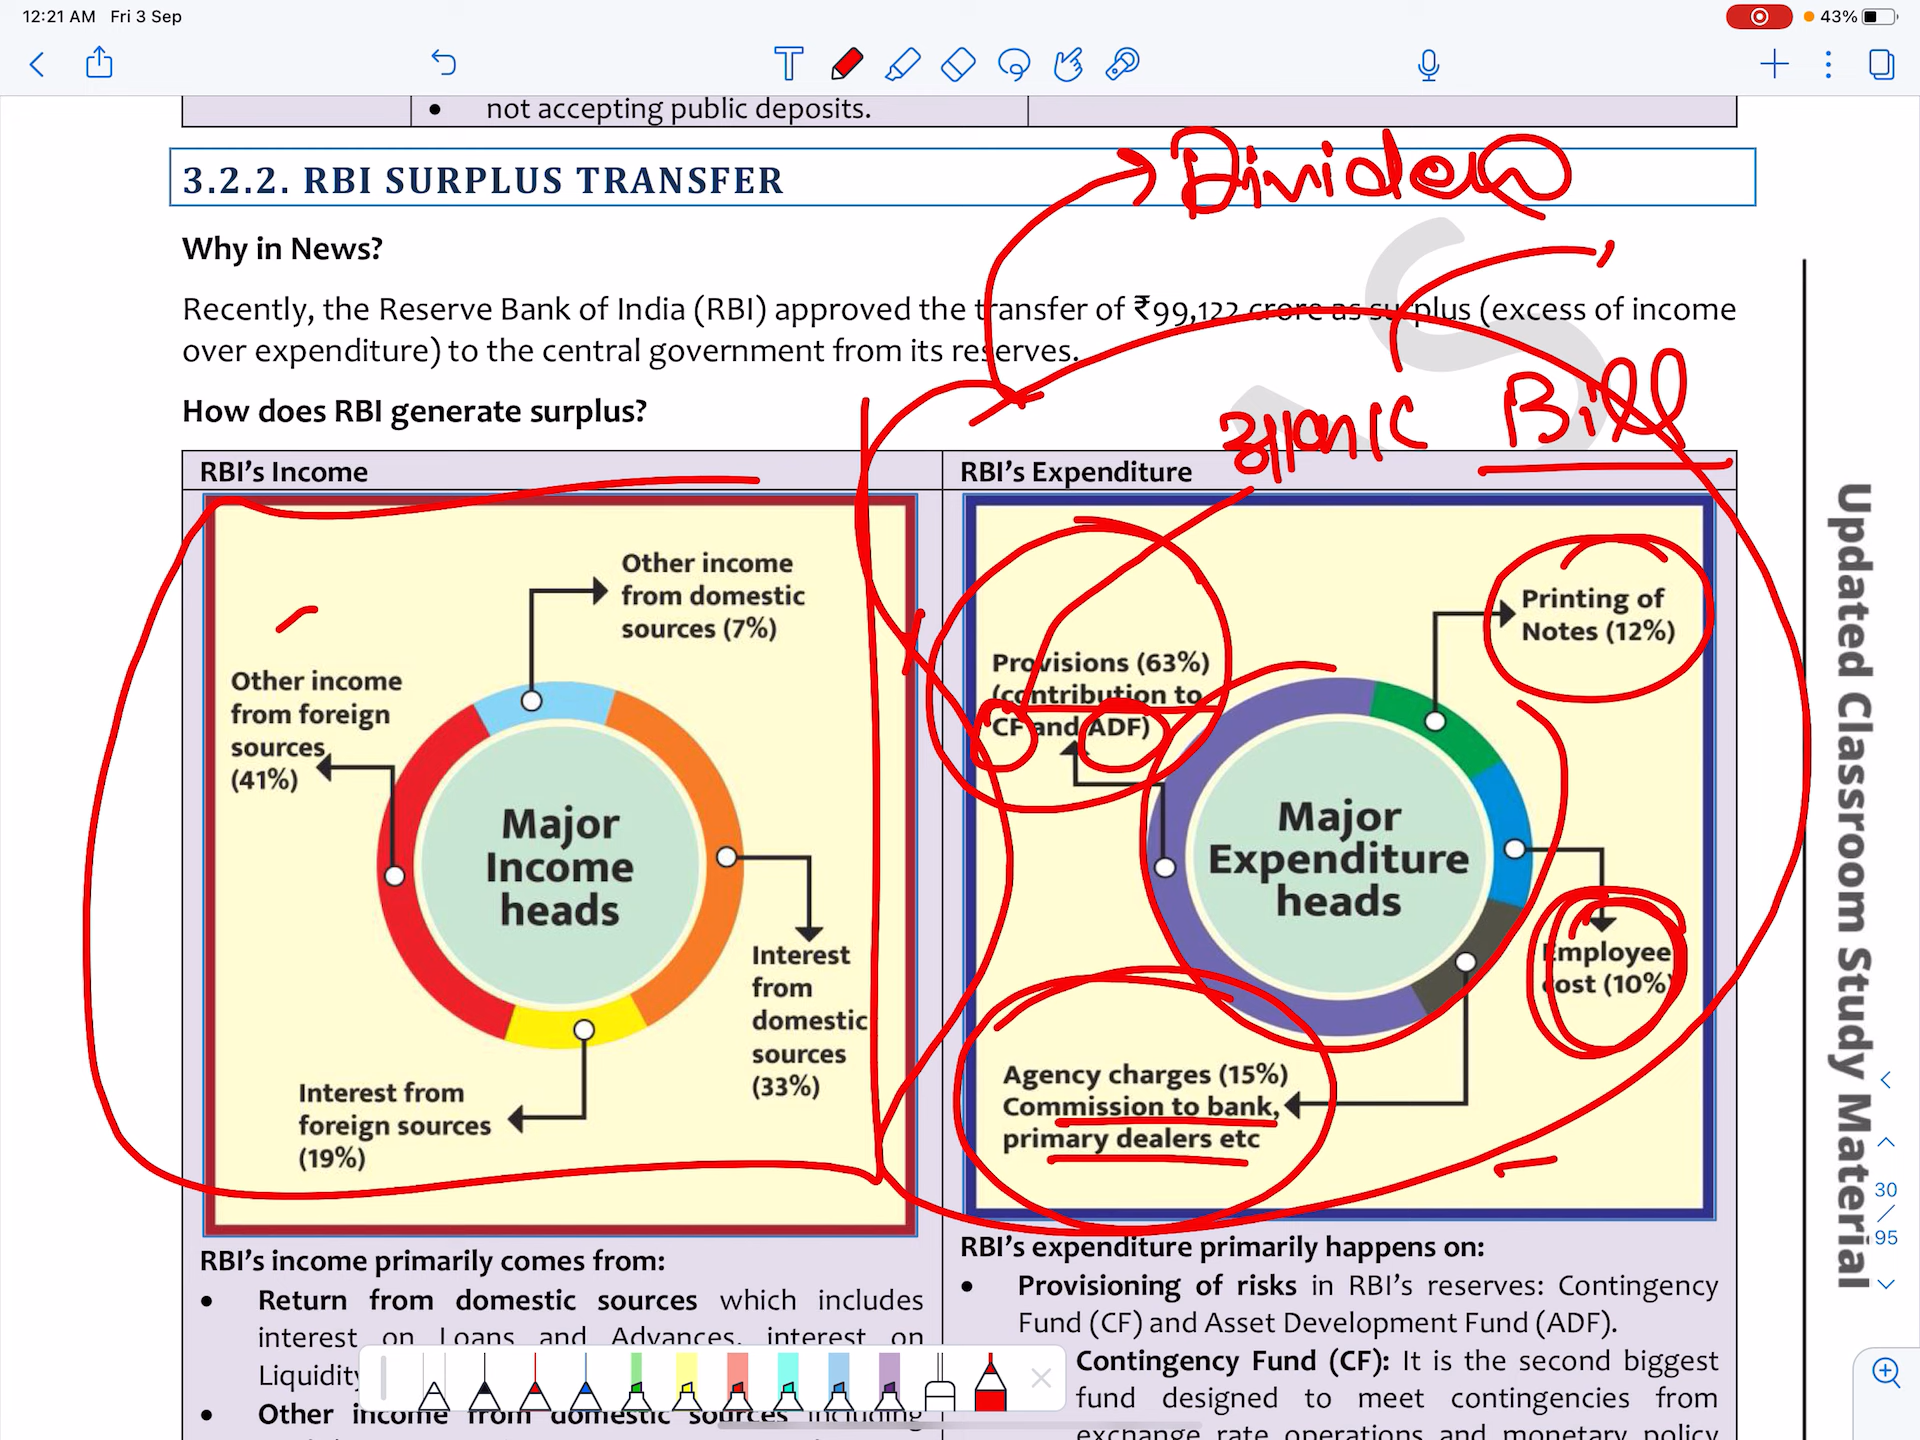 12:21 AM Fri 3 Sep
43%
not accepting public deposits.
3.2.2. RBI SURPLUS TRANSFER
Why in News?
Recently, the Reserve Bank of India (RBI) approved the transfer of ₹99,122 crore as surplus (excess of income
over expenditure) to the central government from its reserves.
How does RBI generate surplus?
Bill
RBI's Income
RBI's Expenditure
Other income
from domestic
sources (7%)
Other income
from foreign
sources
(41%)
Major
Income
heads
Interest
from
domestic
sources
(33%)
Interest from
foreign sources
(19%)
Printing of
Notes (12%)
Provisions (63%)
(contribution to
CF and ADF)
Major
Expenditure
heads
Employee
cost (10%)
Agency charges (15%)
Commission to bank,
primary dealers etc
RBI's income primarily comes from:
• Return from domestic sources which includes
interest on Loans and Advances, interest on
Liquidity
• Other income from domestic sources including
RBI's expenditure primarily happens on:
• Provisioning of risks in RBI's reserves: Contingency
Fund (CF) and Asset Development Fund (ADF).
Contingency Fund (CF): It is the second biggest
fund designed to meet contingencies from
exchange rate operations and monetary policy
Updated Classroom Study Material
30
/
95